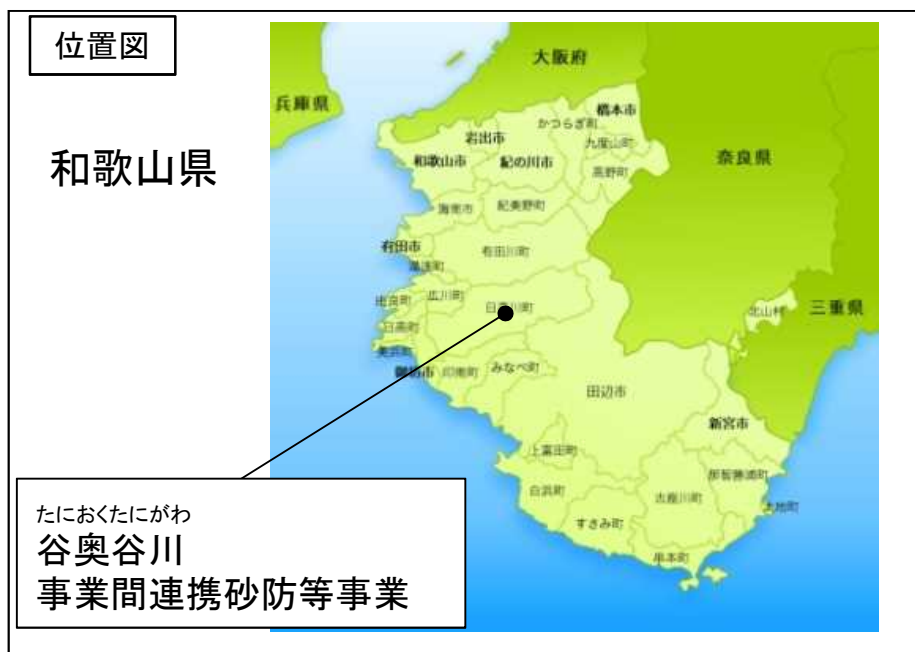 位置図
和歌山県
兵庫県
大阪府
奈良県
三重県
橋本市
かつらぎ町
九度山町
高野町
岩出市
和歌山市
紀の川市
海南市
紀美野町
有田市
有田川町
湯浅町
広川町
由良町
日高川町
日高町
美浜町
御坊市
印南町
みなべ町
田辺市
北山村
新宮市
上富田町
白浜町
すさみ町
古座川町
那智勝浦町
太地町
串本町
たにおくたにがわ
谷奥谷川
事業間連携砂防等事業